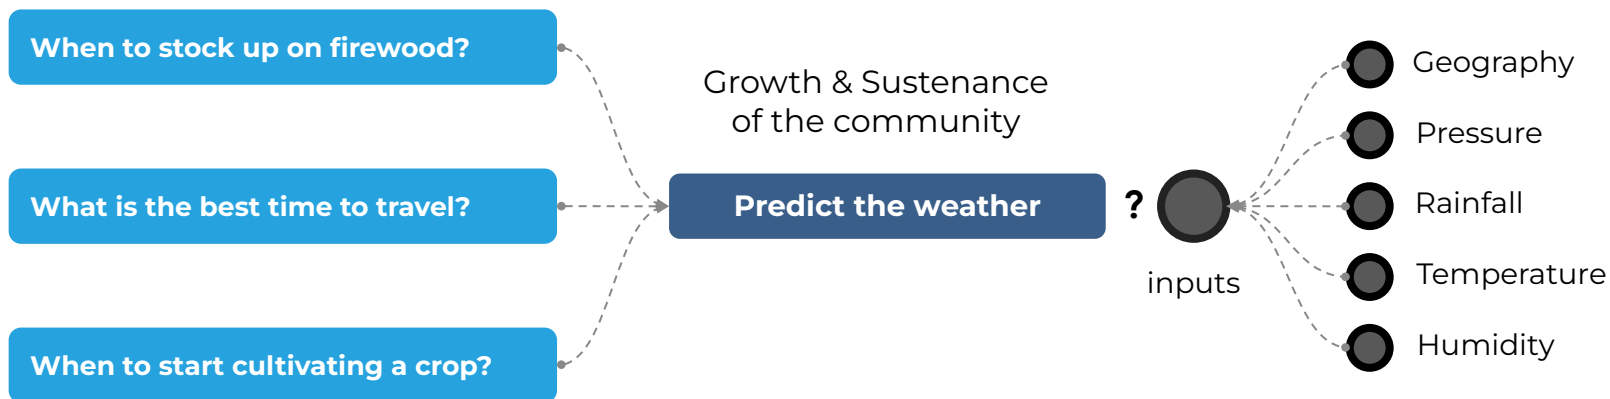 When to stock up on firewood?
What is the best time to travel?
When to start cultivating a crop?
Growth & Sustenance
of the community
Predict the weather
?
inputs
Geography
Pressure
Rainfall
Temperature
Humidity